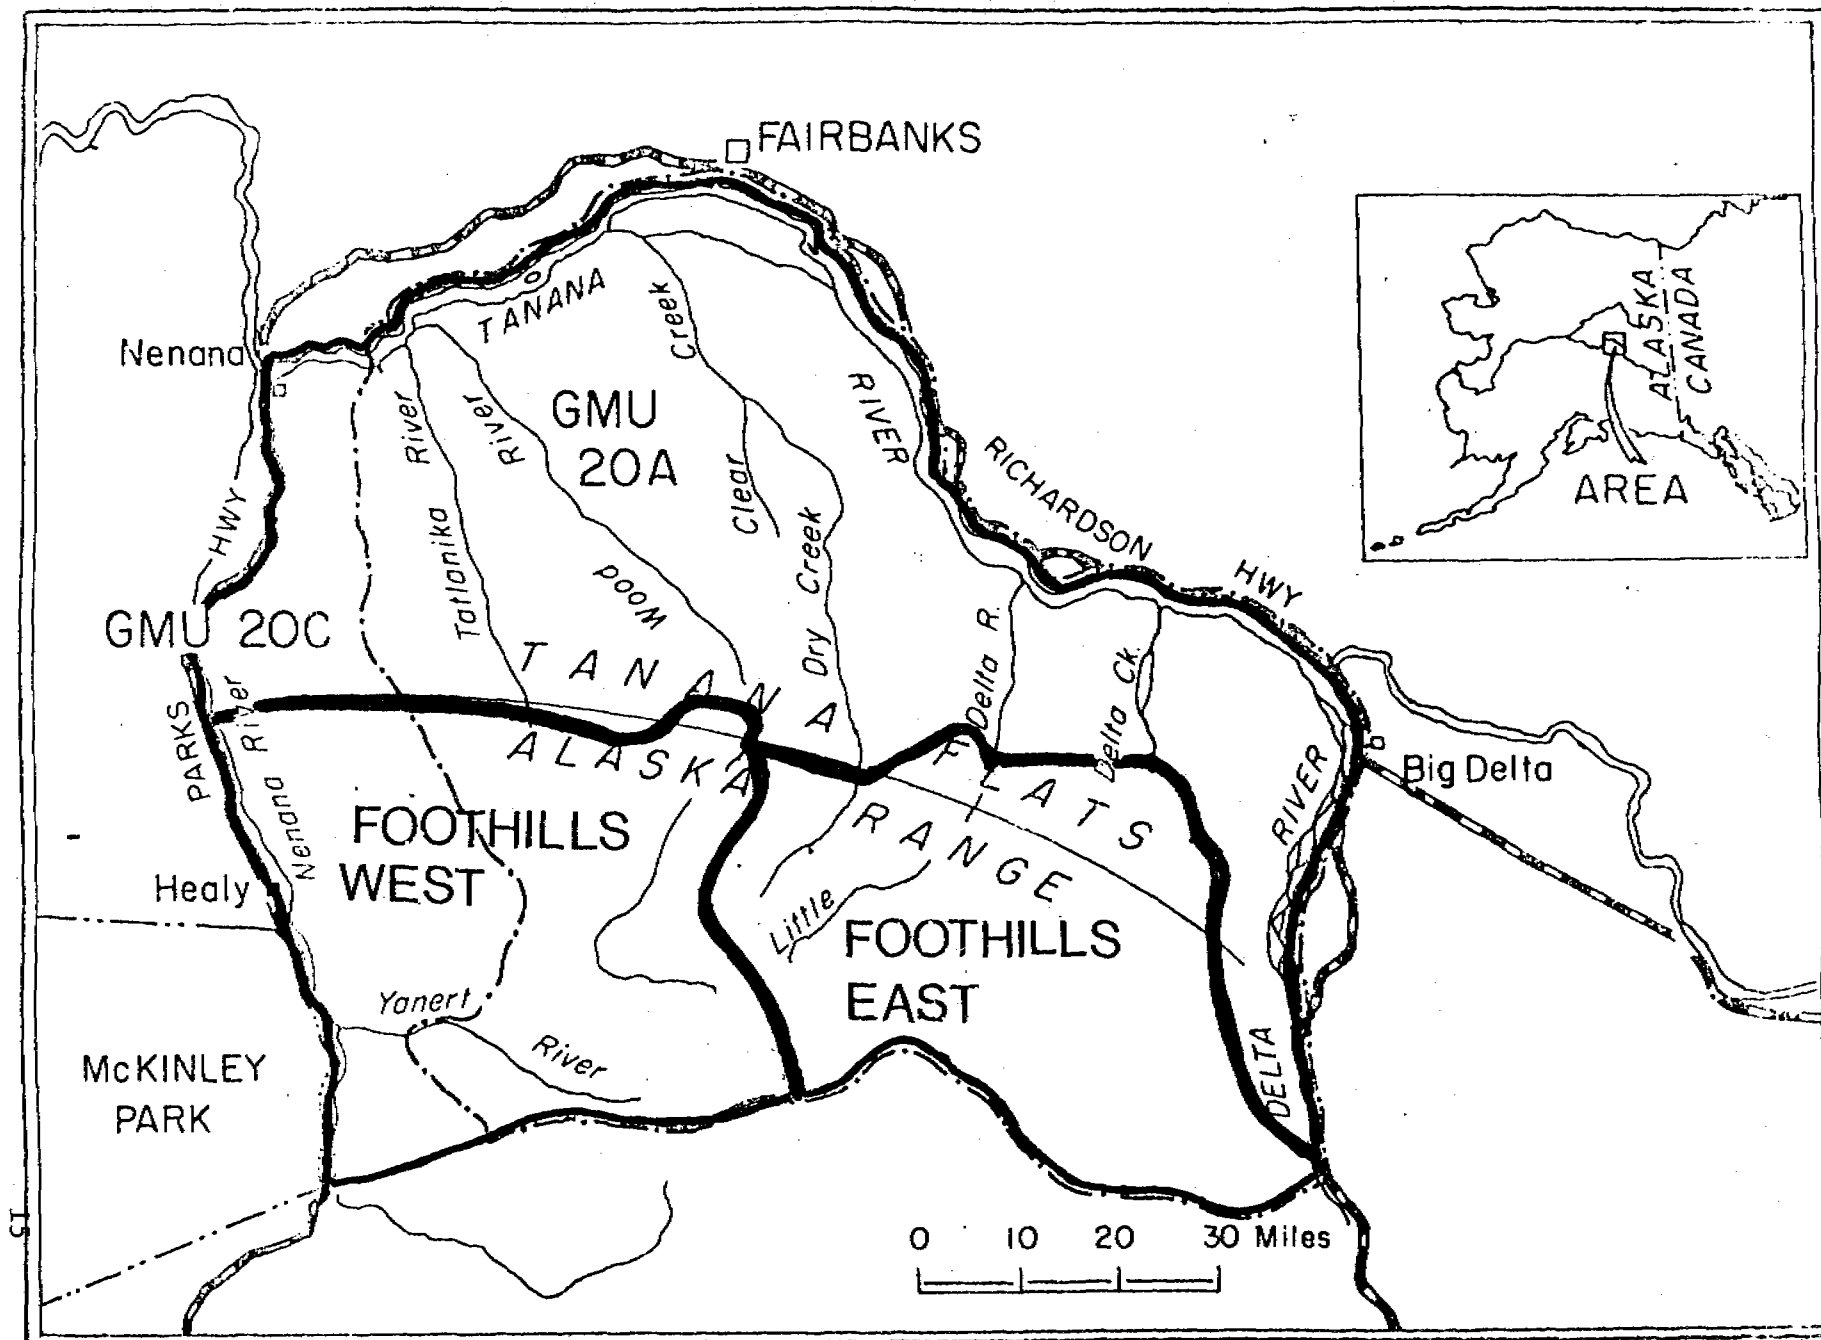 FAIRBANKS
TANANA
Nenana
Creek
River
River
GMU
20A
RIVER
RICHARDSON
HWY
ALASKA
CANADA
AREA
HWY
Tatlanika
Clear
Dry Creek
Wood
GMU 20C
TANANA
Delta R.
Delta Ck.
PARKS
Nenana River
River
ALASKA
FLATS
RIVER
Big Delta
FOOTHILLS
WEST
RANGE
Healy
Little
FOOTHILLS
EAST
Yanert
River
DELTA
McKINLEY
PARK
0 10 20 30 Miles
15